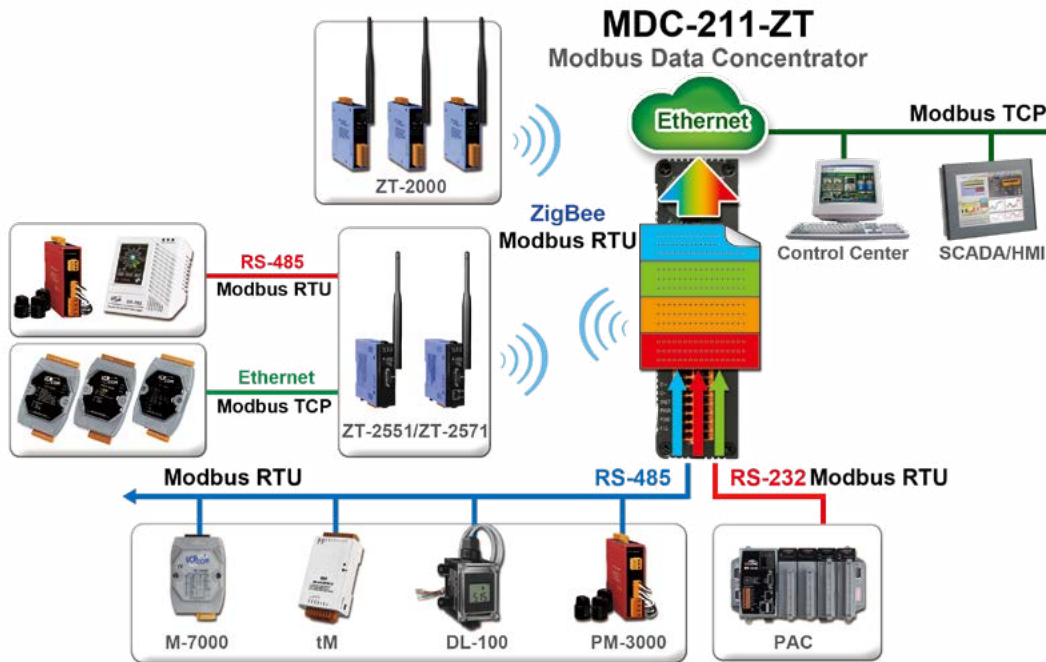 MDC-211-ZT
Modbus Data Concentrator
Ethernet
Modbus TCP
ZT-2000
ZigBee
Modbus RTU
Control Center
SCADA/HMI
RS-485
Modbus RTU
Ethernet
Modbus TCP
ZT-2551/ZT-2571
Modbus RTU
RS-485
RS-232 Modbus RTU
M-7000
tM
DL-100
PM-3000
PAC